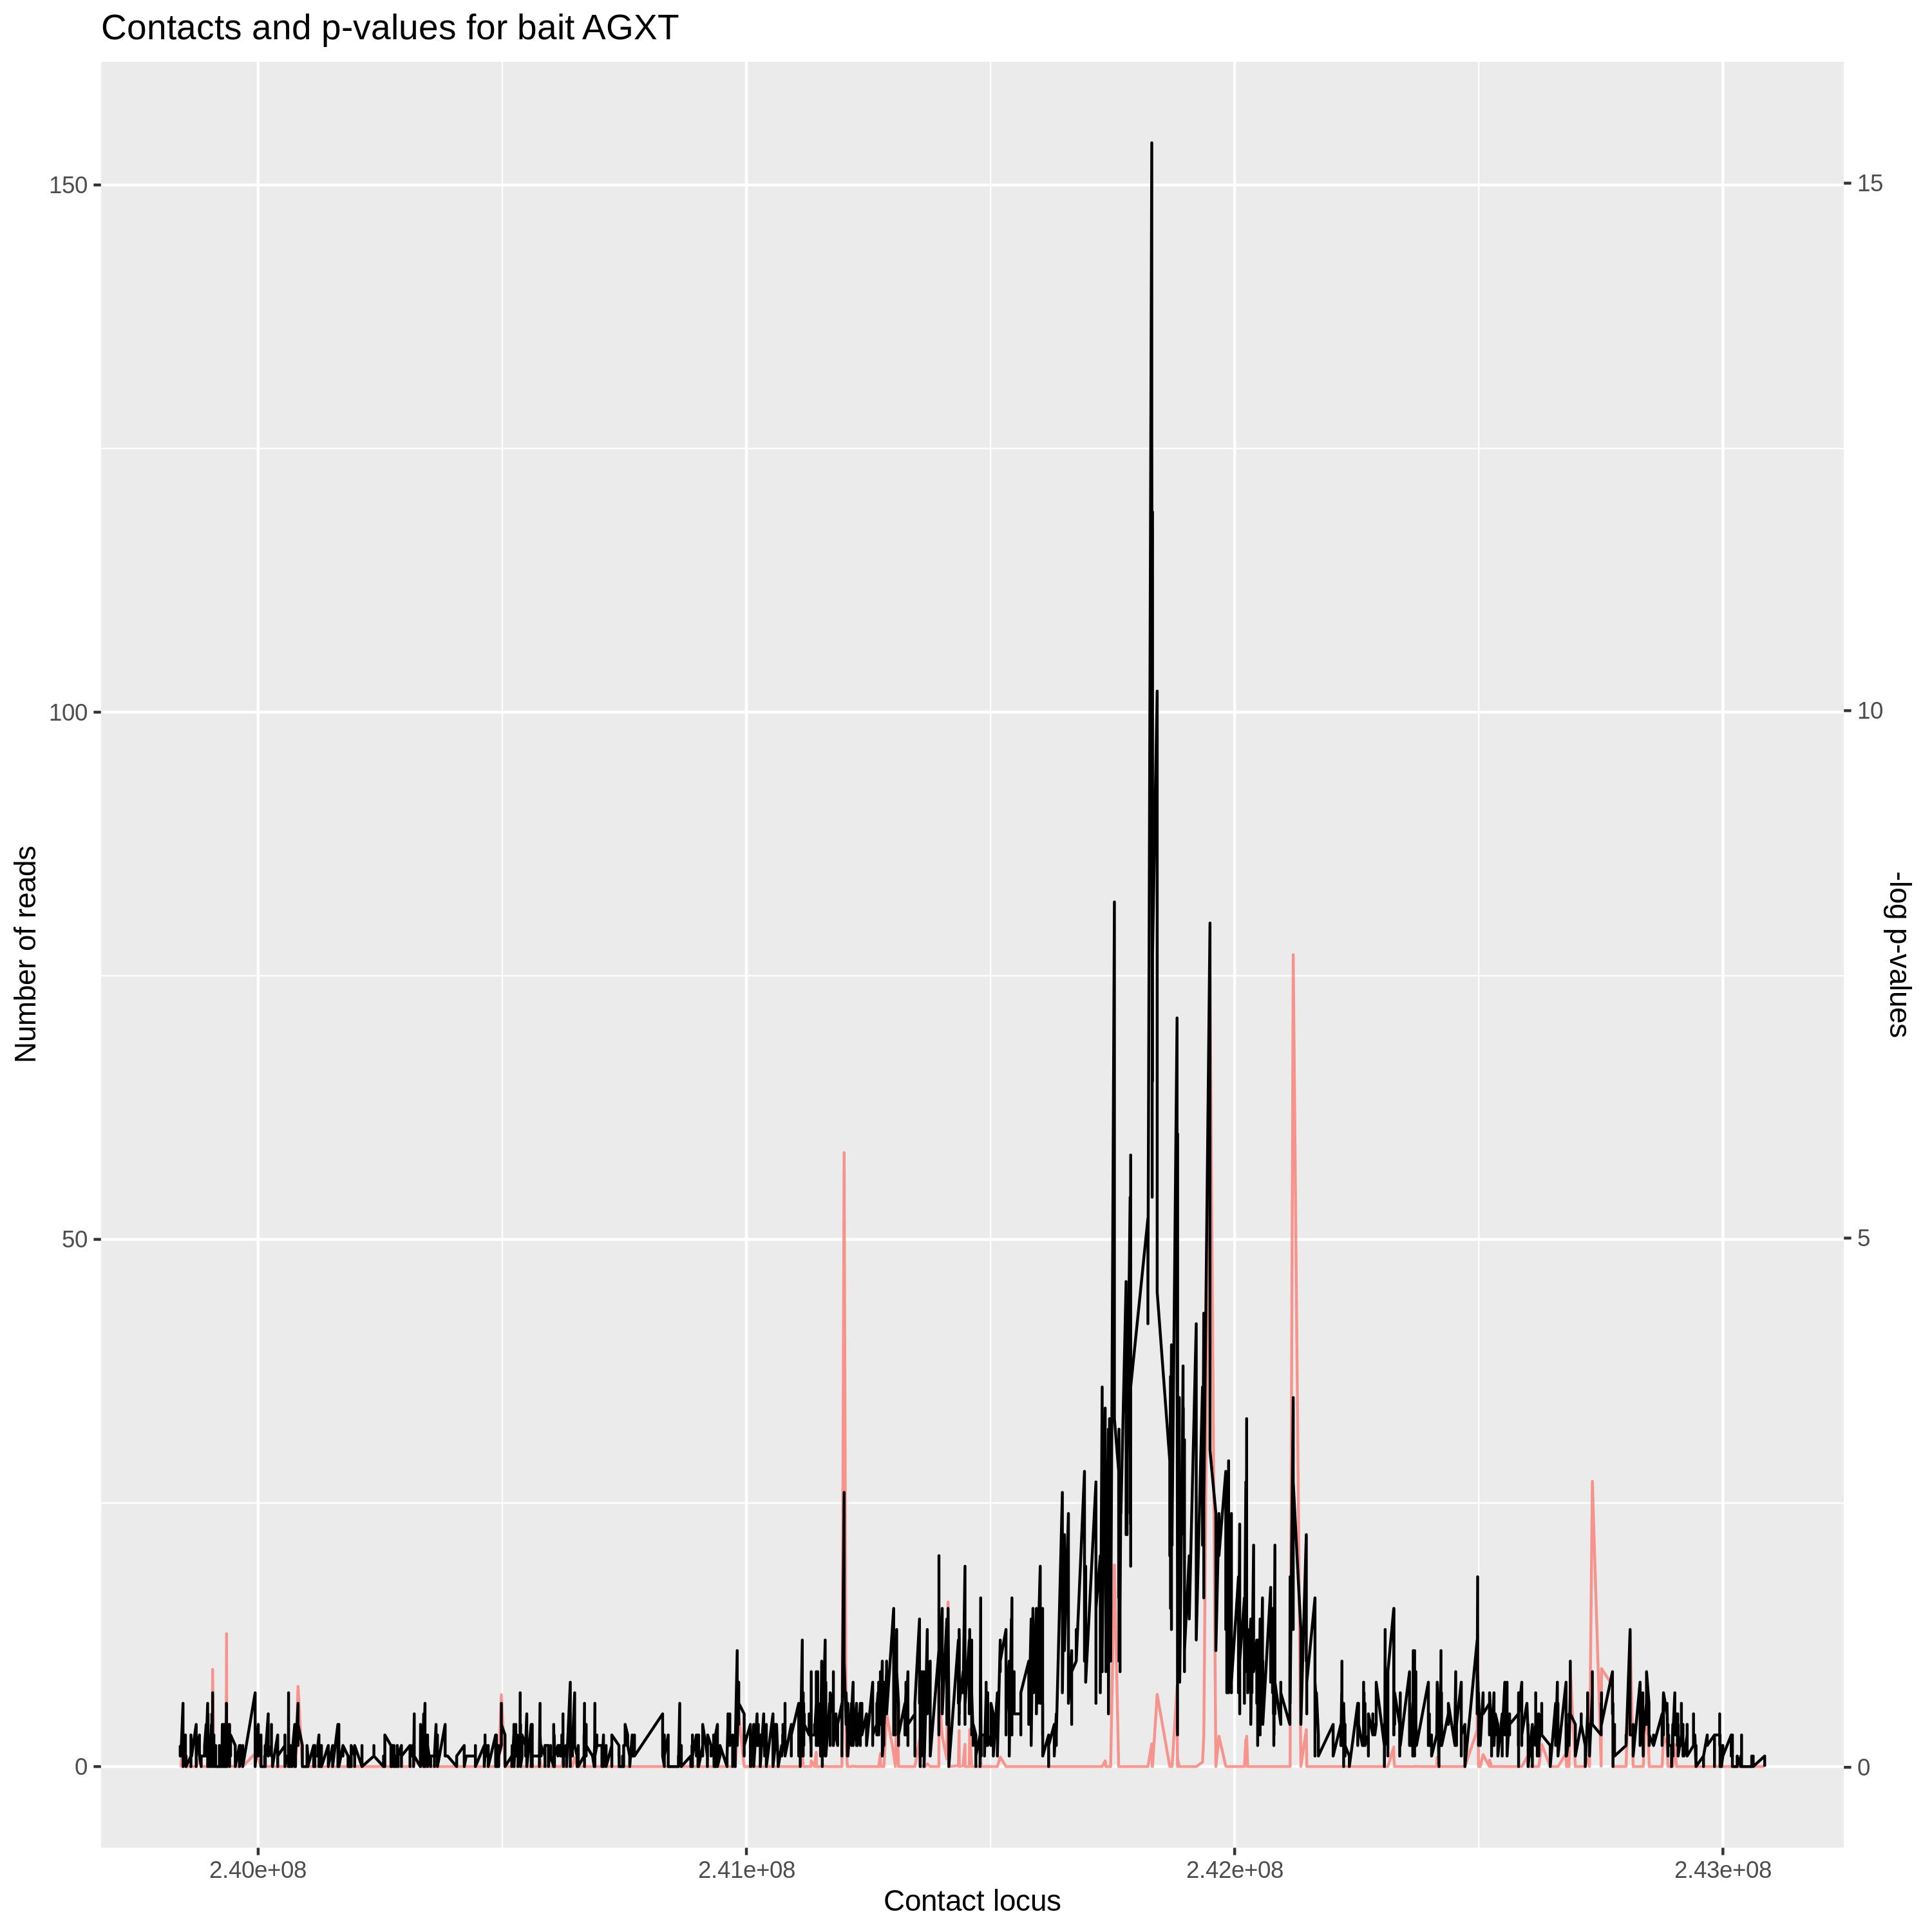 Contacts and p-values for bait AGXT
150
100
50
0
15
10
5
0
Number of reads
-log p-values
2.40e+08
2.41e+08
2.42e+08
2.43e+08
Contact locus